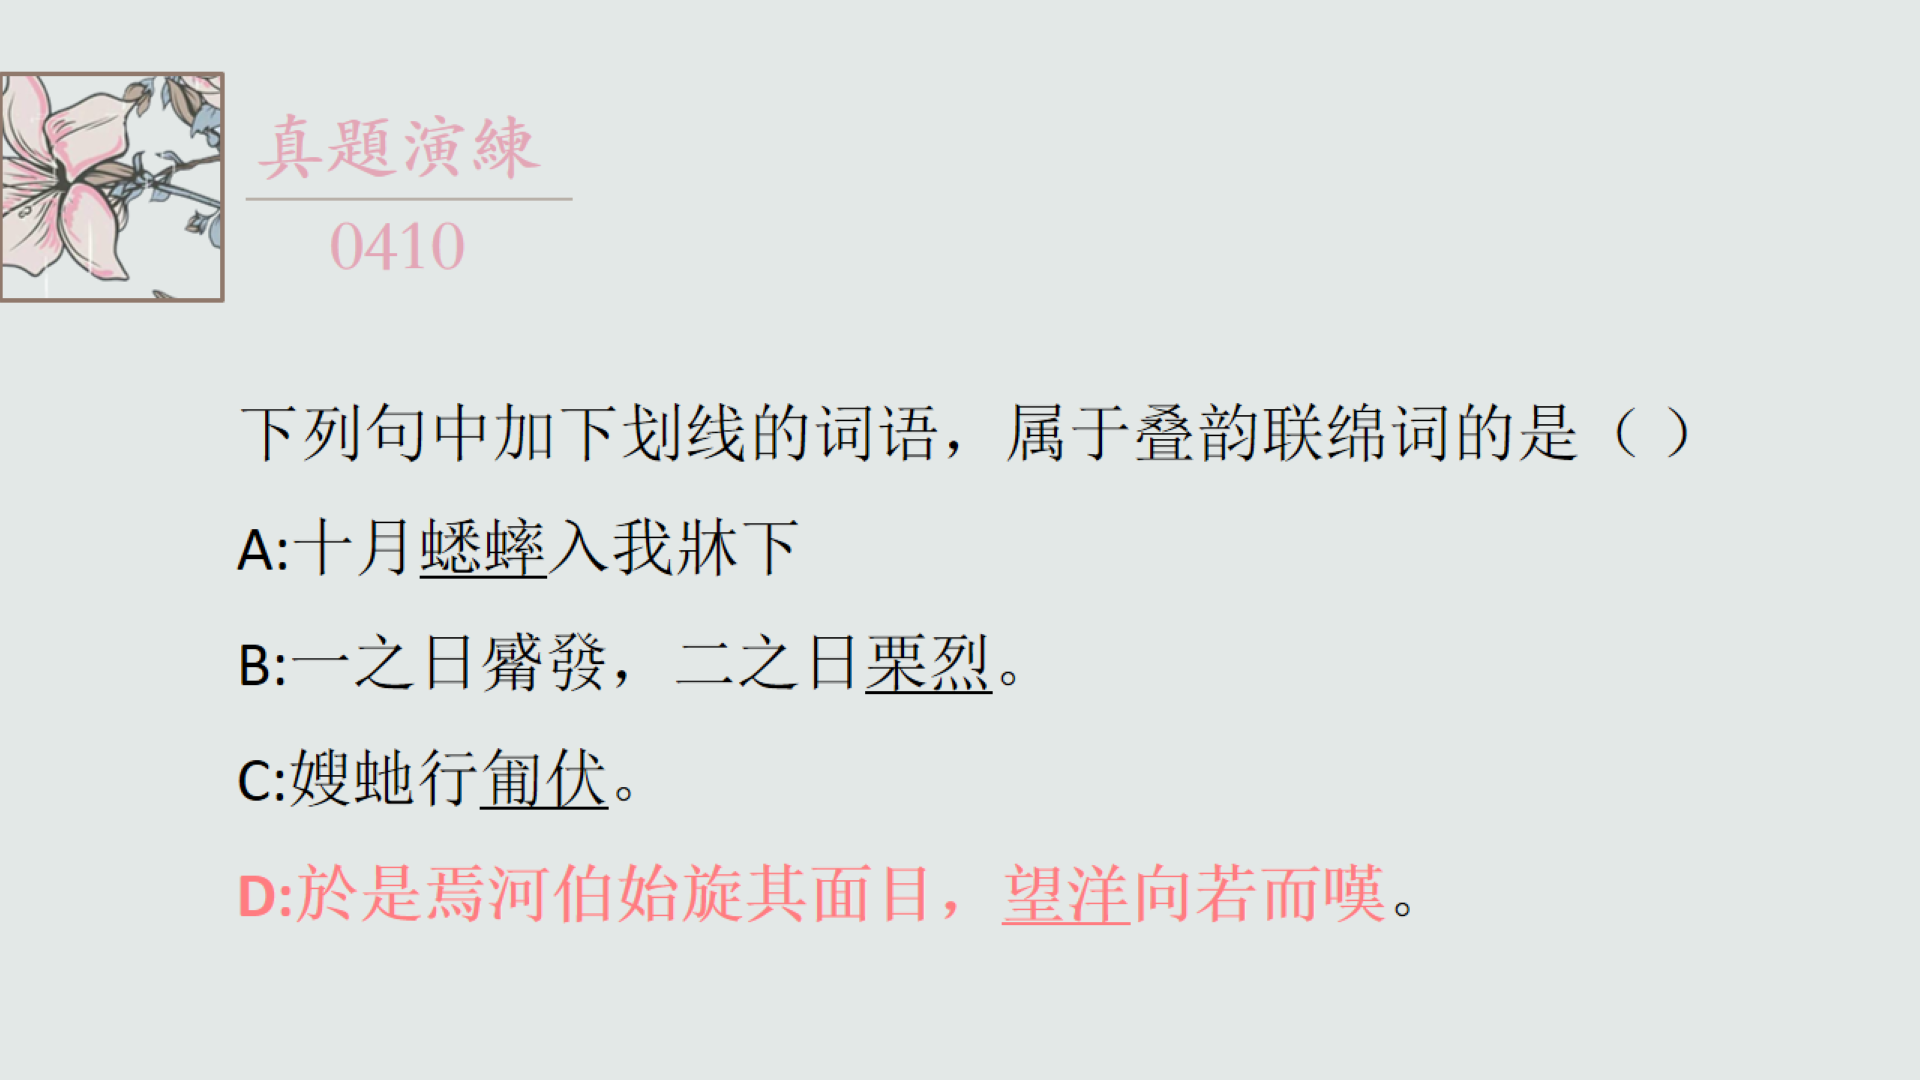 真題演練
0410
下列句中加下划线的词语，属于叠韵联绵词的是（ ）
A:十月蟋蟀入我牀下
B:一之日觱發，二之日栗烈。
C:嫂虵行匍伏。
D:於是焉河伯始旋其面目，望洋向若而嘆。